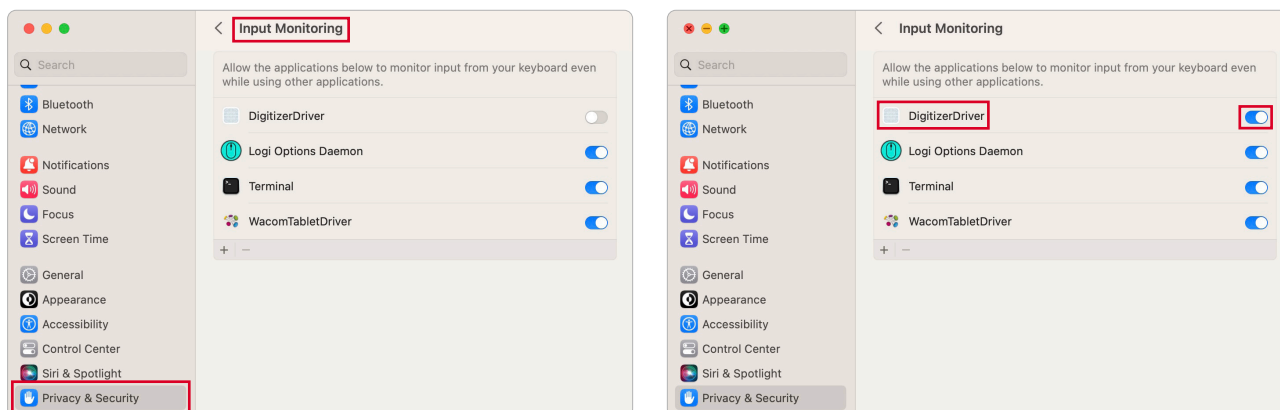 Input Monitoring
Search
Bluetooth
Network
Notifications
Sound
Focus
Screen Time
General
Appearance
Accessibility
Control Center
Siri & Spotlight
Privacy & Security
Allow the applications below to monitor input from your keyboard even
while using other applications.
DigitizerDriver
Logi Options Daemon
Terminal
WacomTabletDriver
Input Monitoring
Search
Bluetooth
Network
Notifications
Sound
Focus
Screen Time
General
Appearance
Accessibility
Control Center
Siri & Spotlight
Privacy & Security
Allow the applications below to monitor input from your keyboard even
while using other applications.
DigitizerDriver
Logi Options Daemon
Terminal
WacomTabletDriver